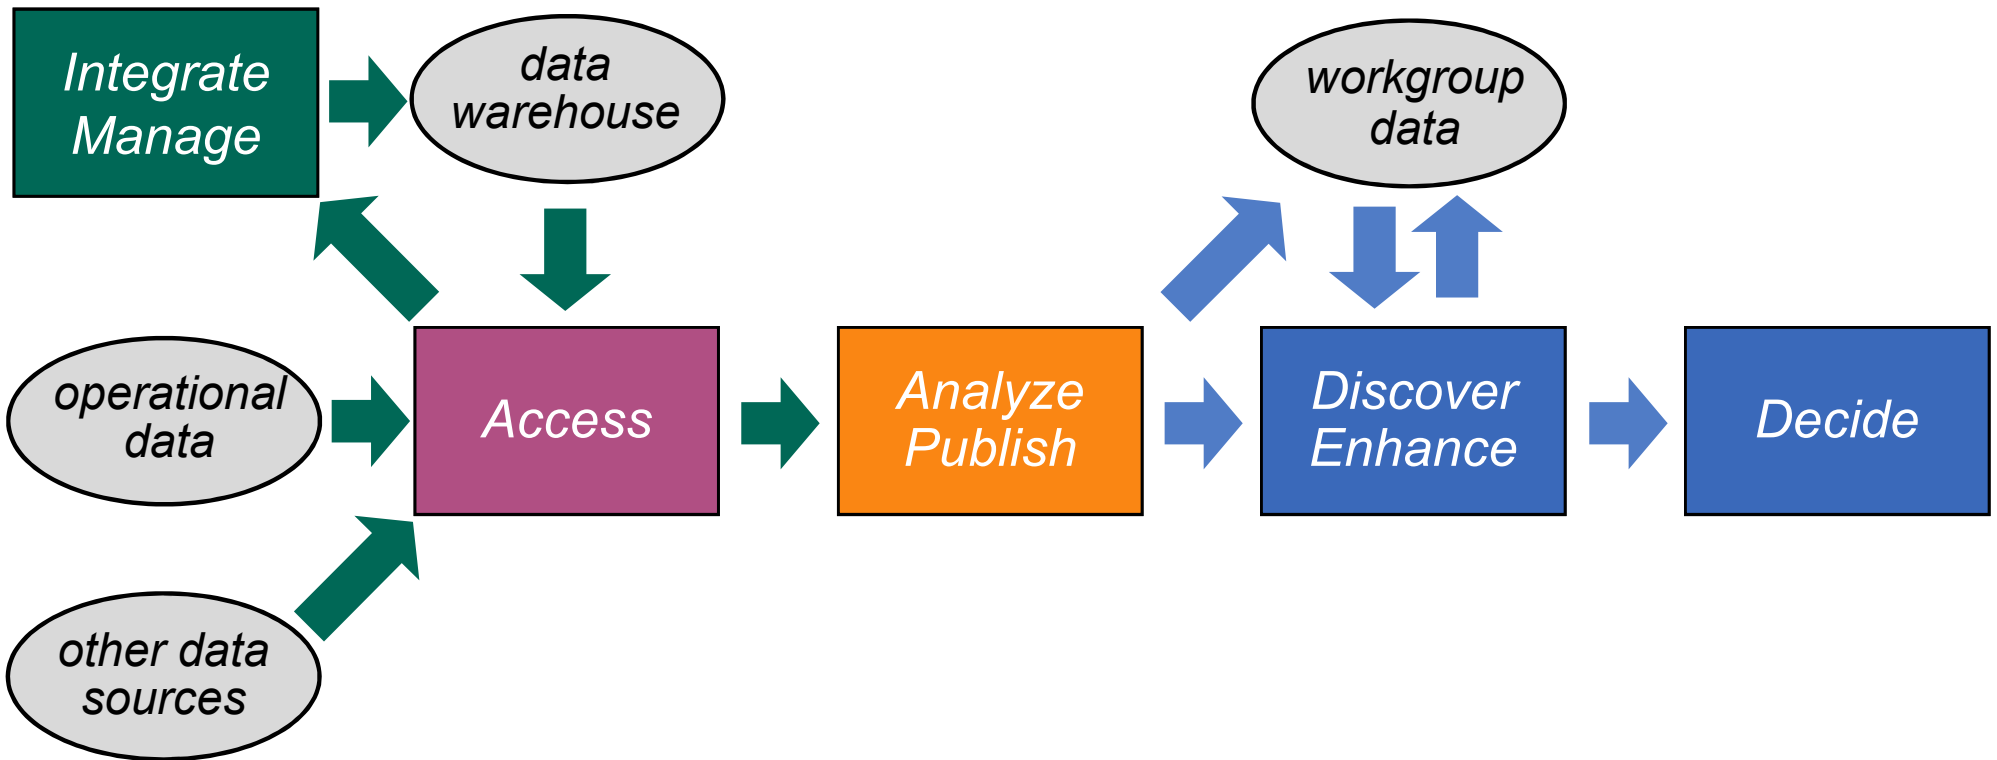 Integrate
Manage
data
warehouse
workgroup
data
operational
data
Access
Analyze
Publish
Discover
Enhance
Decide
other data
sources